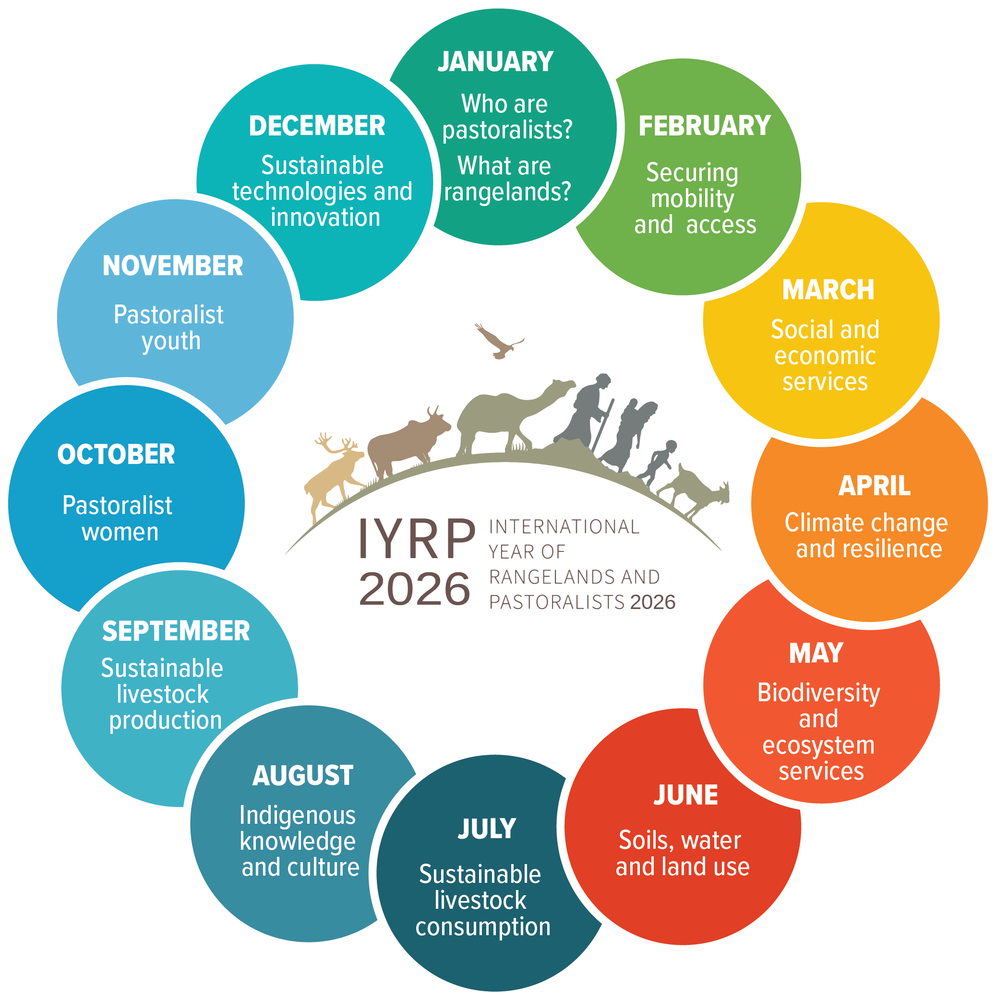 JANUARY
Who are
pastoralists?
What are
rangelands?
FEBRUARY
Securing
mobility
and access
MARCH
Social and
economic
services
APRIL
Climate change
and resilience
MAY
Biodiversity
and
ecosystem
services
JUNE
Soils, water
and land use
JULY
Sustainable
livestock
consumption
AUGUST
Indigenous
knowledge
and culture
SEPTEMBER
Sustainable
livestock
production
OCTOBER
Pastoralist
women
NOVEMBER
Pastoralist
youth
DECEMBER
Sustainable
technologies and
innovation
IYRP
2026
INTERNATIONAL
YEAR OF
RANGELANDS AND
PASTORALISTS 2026